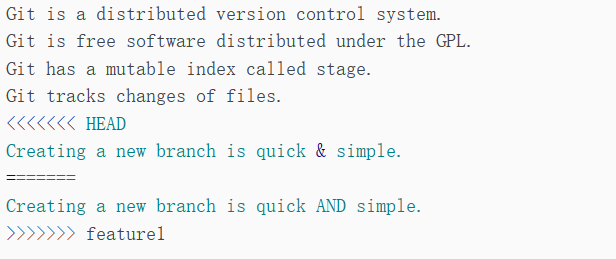 Git is a distributed version control system.
Git is free software distributed under the GPL.
Git has a mutable index called stage.
Git tracks changes of files.
<<<<<<< HEAD
Creating a new branch is quick & simple.
=======
Creating a new branch is quick AND simple.
>>>>>>> feature1